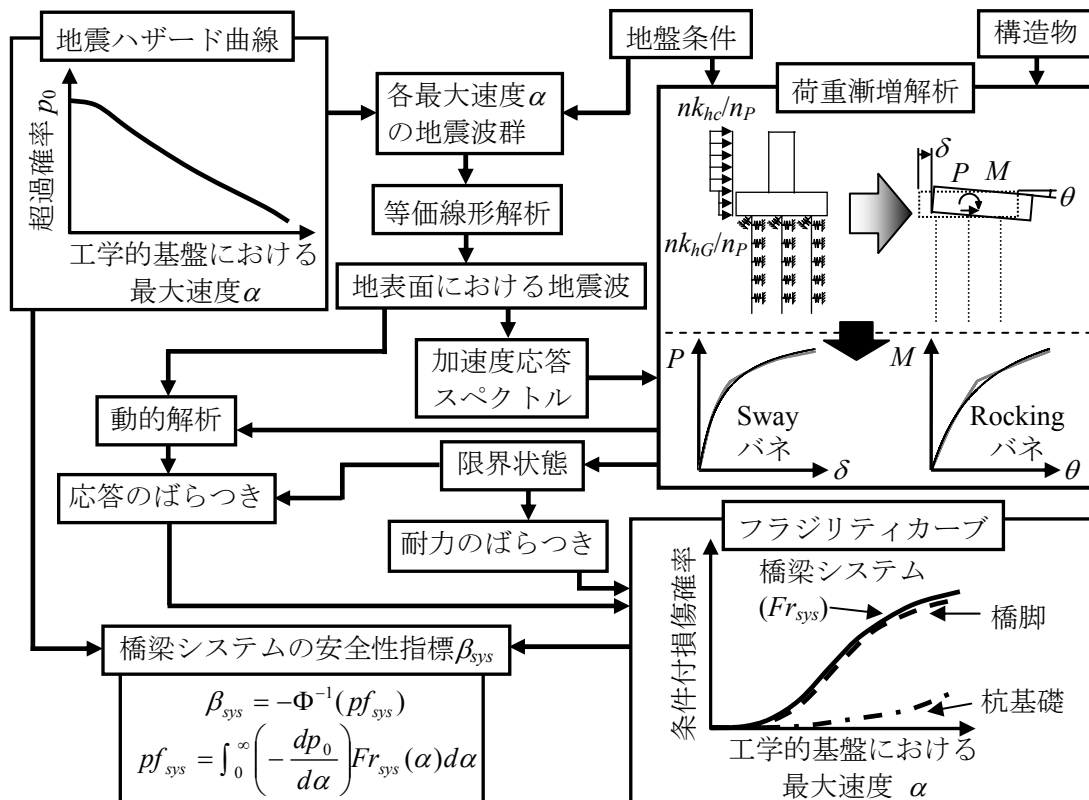 地震ハザード曲線
超過確率 p0
工学的基盤における
最大速度α
各最大速度α
の地震波群
等価線形解析
地表面における地震波
加速度応答
スペクトル
動的解析
応答のばらつき
限界状態
耐力のばらつき
地盤条件
構造物
荷重漸増解析
nkhc/nP
nkhG/nP
δ
P
M
θ
P
Sway
バネ
δ
M
Rocking
バネ
θ
フラジリティカーブ
条件付損傷確率
橋梁システム
(Frsys)
橋脚
杭基礎
工学的基盤における
最大速度 α
橋梁システムの安全性指標βsys
βsys = −Φ−1(pfsys)
pfsys = ∫0∞(−dp0/dα)Frsys(α)dα